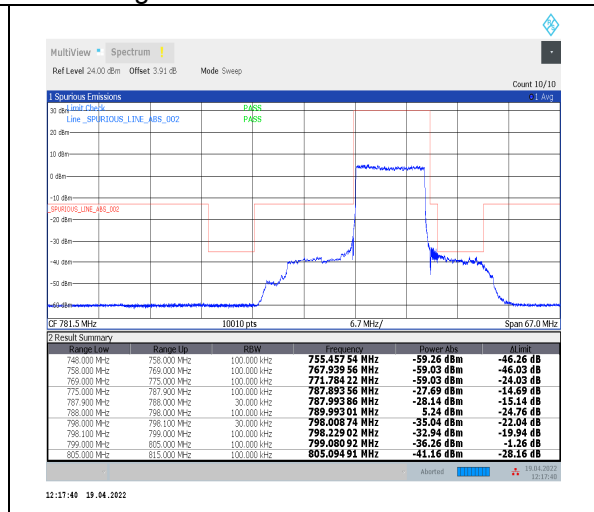 MultiView Spectrum
Ref Level 24.00 dBm Offset 3.91 dB Mode Sweep
Count 10/10
1 Spurious Emissions 1 Avg
30 dBm Limit Check PASS
Line _SPURIOUS_LINE_ABS_002 PASS
20 dBm
10 dBm
0 dBm
-10 dBm
_SPURIOUS_LINE_ABS_002
-20 dBm
-30 dBm
-40 dBm
-50 dBm
-60 dBm
CF 781.5 MHz 10010 pts 6.7 MHz/ Span 67.0 MHz
2 Result Summary
Range Low Range Up RBW Frequency Power Abs ΔLimit
748.000 MHz 758.000 MHz 100.000 kHz 755.457 54 MHz -59.26 dBm -46.26 dB
758.000 MHz 769.000 MHz 100.000 kHz 767.939 56 MHz -59.03 dBm -46.03 dB
769.000 MHz 775.000 MHz 100.000 kHz 771.784 22 MHz -59.03 dBm -24.03 dB
775.000 MHz 787.900 MHz 100.000 kHz 787.893 56 MHz -27.69 dBm -14.69 dB
787.900 MHz 788.000 MHz 30.000 kHz 787.993 86 MHz -28.14 dBm -15.14 dB
788.000 MHz 798.000 MHz 100.000 kHz 789.993 01 MHz 5.24 dBm -24.76 dB
798.000 MHz 798.100 MHz 30.000 kHz 798.008 74 MHz -35.04 dBm -22.04 dB
798.100 MHz 799.000 MHz 100.000 kHz 798.229 02 MHz -32.94 dBm -19.94 dB
799.000 MHz 805.000 MHz 100.000 kHz 799.080 92 MHz -36.26 dBm -1.26 dB
805.000 MHz 815.000 MHz 100.000 kHz 805.094 91 MHz -41.16 dBm -28.16 dB
Aborted 19.04.2022
12:17:40
12:17:40 19.04.2022